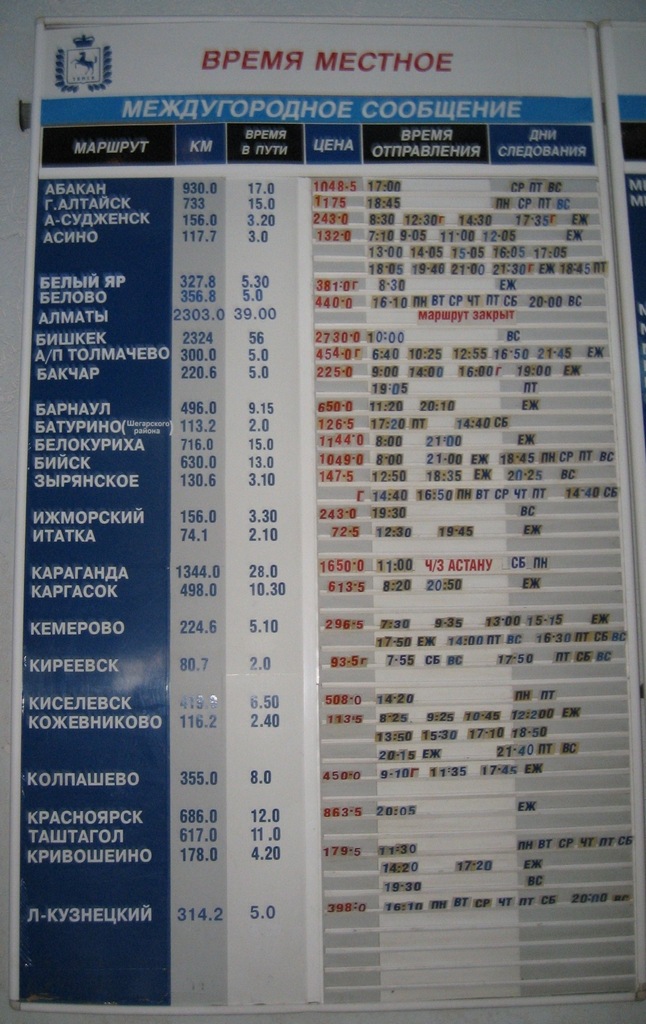 ТОМСК
ВРЕМЯ МЕСТНОЕ
МЕЖДУГОРОДНОЕ СООБЩЕНИЕ
МАРШРУТ КМ ВРЕМЯ В ПУТИ ЦЕНА ВРЕМЯ ОТПРАВЛЕНИЯ ДНИ СЛЕДОВАНИЯ
АБАКАН 930.0 17.0 1048-5 17:00 СР ПТ ВС
Г.АЛТАЙСК 733 15.0 1175 18:45 ПН СР ПТ ВС
А-СУДЖЕНСК 156.0 3.20 243-0 8:30 12:30г 14:30 17-35г ЕЖ
АСИНО 117.7 3.0 132-0 7:10 9-05 11-00 12-05 ЕЖ
13-00 14-05 15-05 16:05 17:05
18-05 19-40 21:00 21:30г ЕЖ 18-45 ПТ
БЕЛЫЙ ЯР 327.8 5.30 381-0г 8-30 ЕЖ
БЕЛОВО 356.8 5.0 440-0 16-10 ПН ВТ СР ЧТ ПТ СБ 20-00 ВС
АЛМАТЫ 2303.0 39.00 маршрут закрыт
БИШКЕК 2324 56 2730-0 10:00 ВС
А/П ТОЛМАЧЕВО 300.0 5.0 454-0г 6:40 10:25 12:55 16:50 21-45 ЕЖ
БАКЧАР 220.6 5.0 225-0 9:00 14:00 16:00г 19:00 ЕЖ
19:05 ПТ
БАРНАУЛ 496.0 9.15 650-0 11:20 20:10 ЕЖ
БАТУРИНО(Шегарского района) 113.2 2.0 126-5 17:20 ПТ 14:40 СБ
БЕЛОКУРИХА 716.0 15.0 1144-0 8:00 21:00 ЕЖ
БИЙСК 630.0 13.0 1049-0 8-00 21-00 ЕЖ 18-45 ПН СР ПТ ВС
ЗЫРЯНСКОЕ 130.6 3.10 147-5 12:50 18:35 ЕЖ 20-25 ВС
г 14:40 16:50 ПН ВТ СР ЧТ ПТ 14-40 СБ
ИЖМОРСКИЙ 156.0 3.30 243-0 19:30 ВС
ИТАТКА 74.1 2.10 72-5 12:30 19-45 ЕЖ
КАРАГАНДА 1344.0 28.0 1650-0 11:00 Ч/З АСТАНУ СБ ПН
КАРГАСОК 498.0 10.30 613-5 8:20 20:50 ЕЖ
КЕМЕРОВО 224.6 5.10 296-5 7:30 9-35 13:00 15-15 ЕЖ
17-50 ЕЖ 14:00 ПТ ВС 16:30 ПТ СБ ВС
КИРЕЕВСК 80.7 2.0 93-5г 7-55 СБ ВС 17-50 ПТ СБ ВС
КИСЕЛЕВСК 6.50 508-0 14-20 ПН ПТ
КОЖЕВНИКОВО 116.2 2.40 113-5 8-25 9-25 10-45 12:200 ЕЖ
13:50 15-30 17-10 18-50
20-15 ЕЖ 21-40 ПТ ВС
КОЛПАШЕВО 355.0 8.0 450-0 9-10г 11-35 17-45 ЕЖ
КРАСНОЯРСК 686.0 12.0 863-5 20:05 ЕЖ
ТАШТАГОЛ 617.0 11.0
КРИВОШЕИНО 178.0 4.20 179-5 11-30 ПН ВТ СР ЧТ ПТ СБ
14:20 17-20 ЕЖ
19-30 ВС
Л-КУЗНЕЦКИЙ 314.2 5.0 398-0 16-10 ПН ВТ СР ЧТ ПТ СБ 20-00 ВС